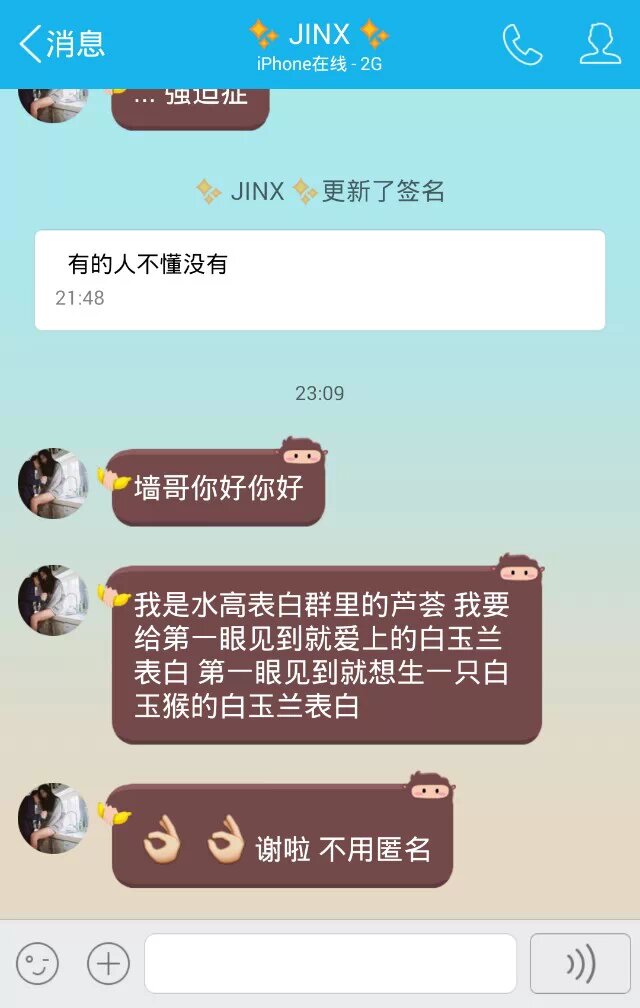 消息
✨ JINX ✨
iPhone在线 - 2G
... 强迫症
✨ JINX ✨更新了签名
有的人不懂没有
21:48
23:09
墙哥你好你好
我是水高表白群里的芦荟 我要
给第一眼见到就爱上的白玉兰
表白 第一眼见到就想生一只白
玉猴的白玉兰表白
👌 👌 谢啦 不用匿名